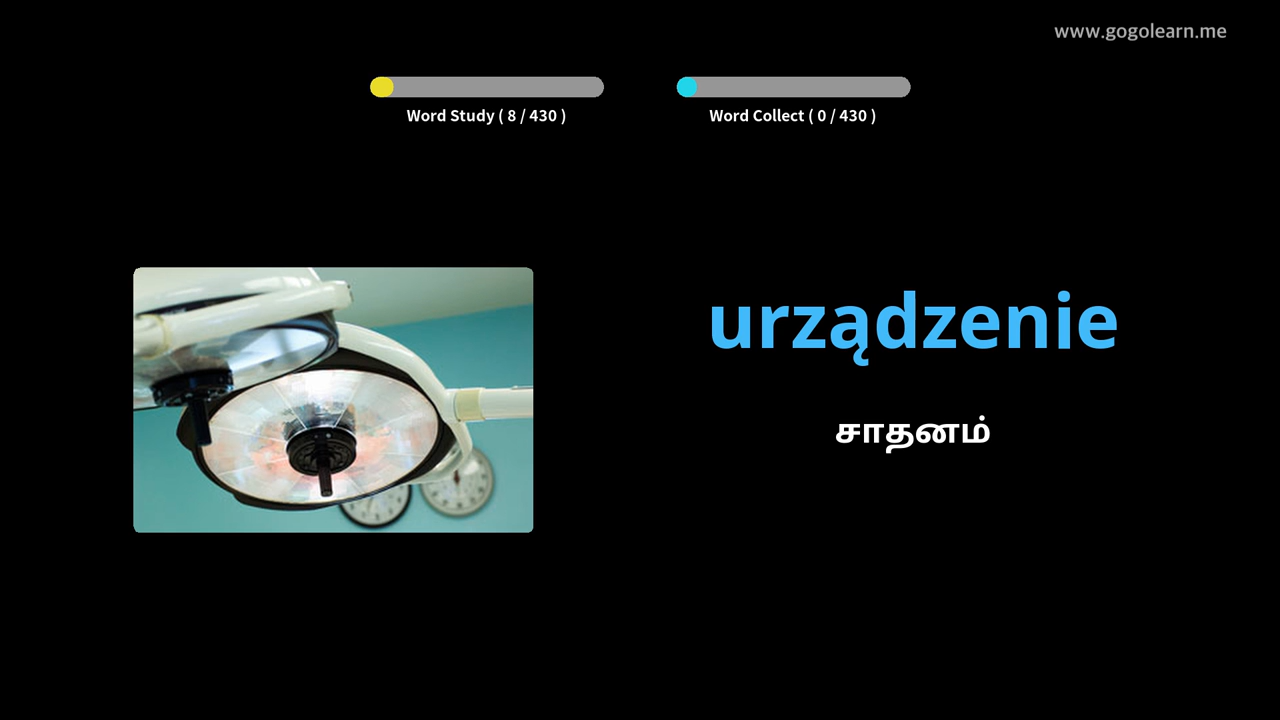 www.gogolearn.me
Word Study ( 8 / 430 )
Word Collect ( 0 / 430 )
urządzenie
சாதனம்